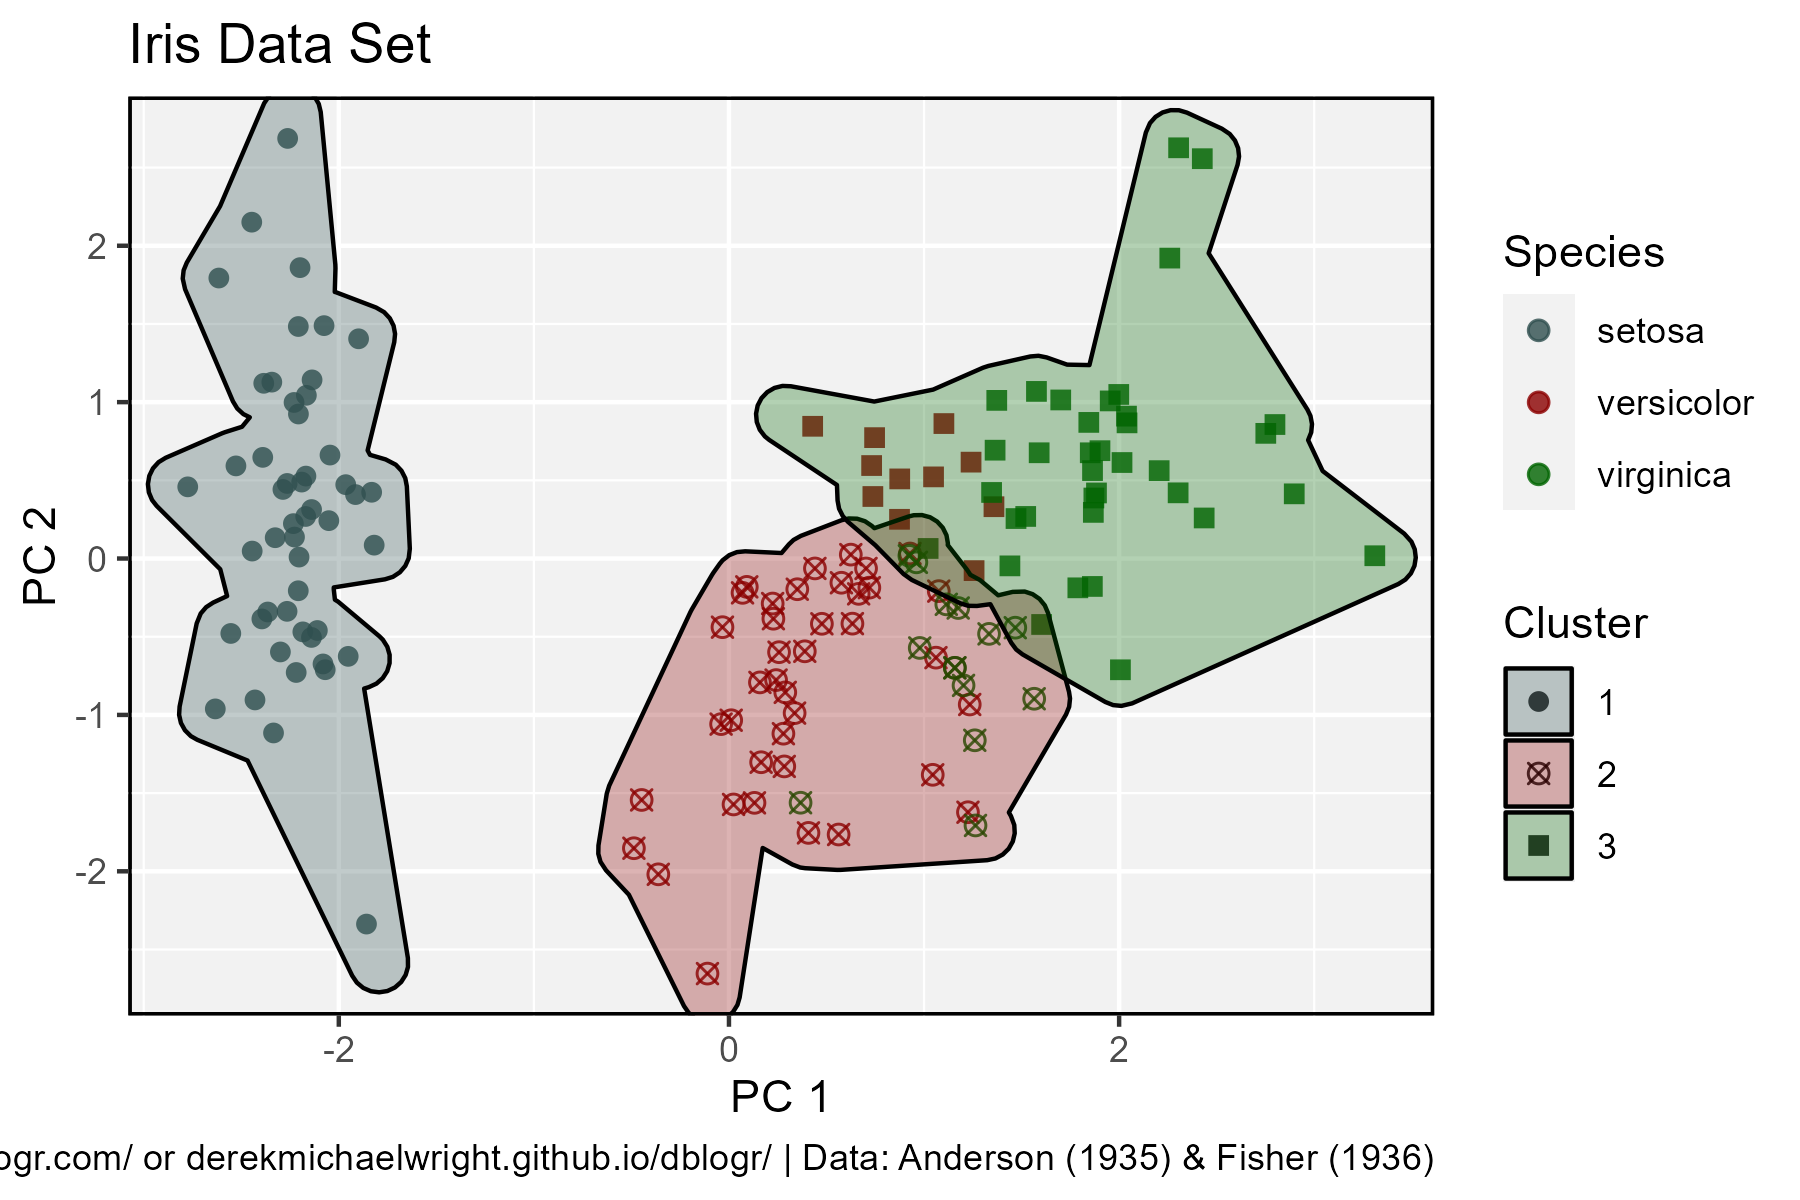 Iris Data Set
PC 2
2
1
0
-1
-2
-2
0
2
PC 1
Species
setosa
versicolor
virginica
Cluster
1
2
3
ogr.com/ or derekmichaelwright.github.io/dblogr/ | Data: Anderson (1935) & Fisher (1936)